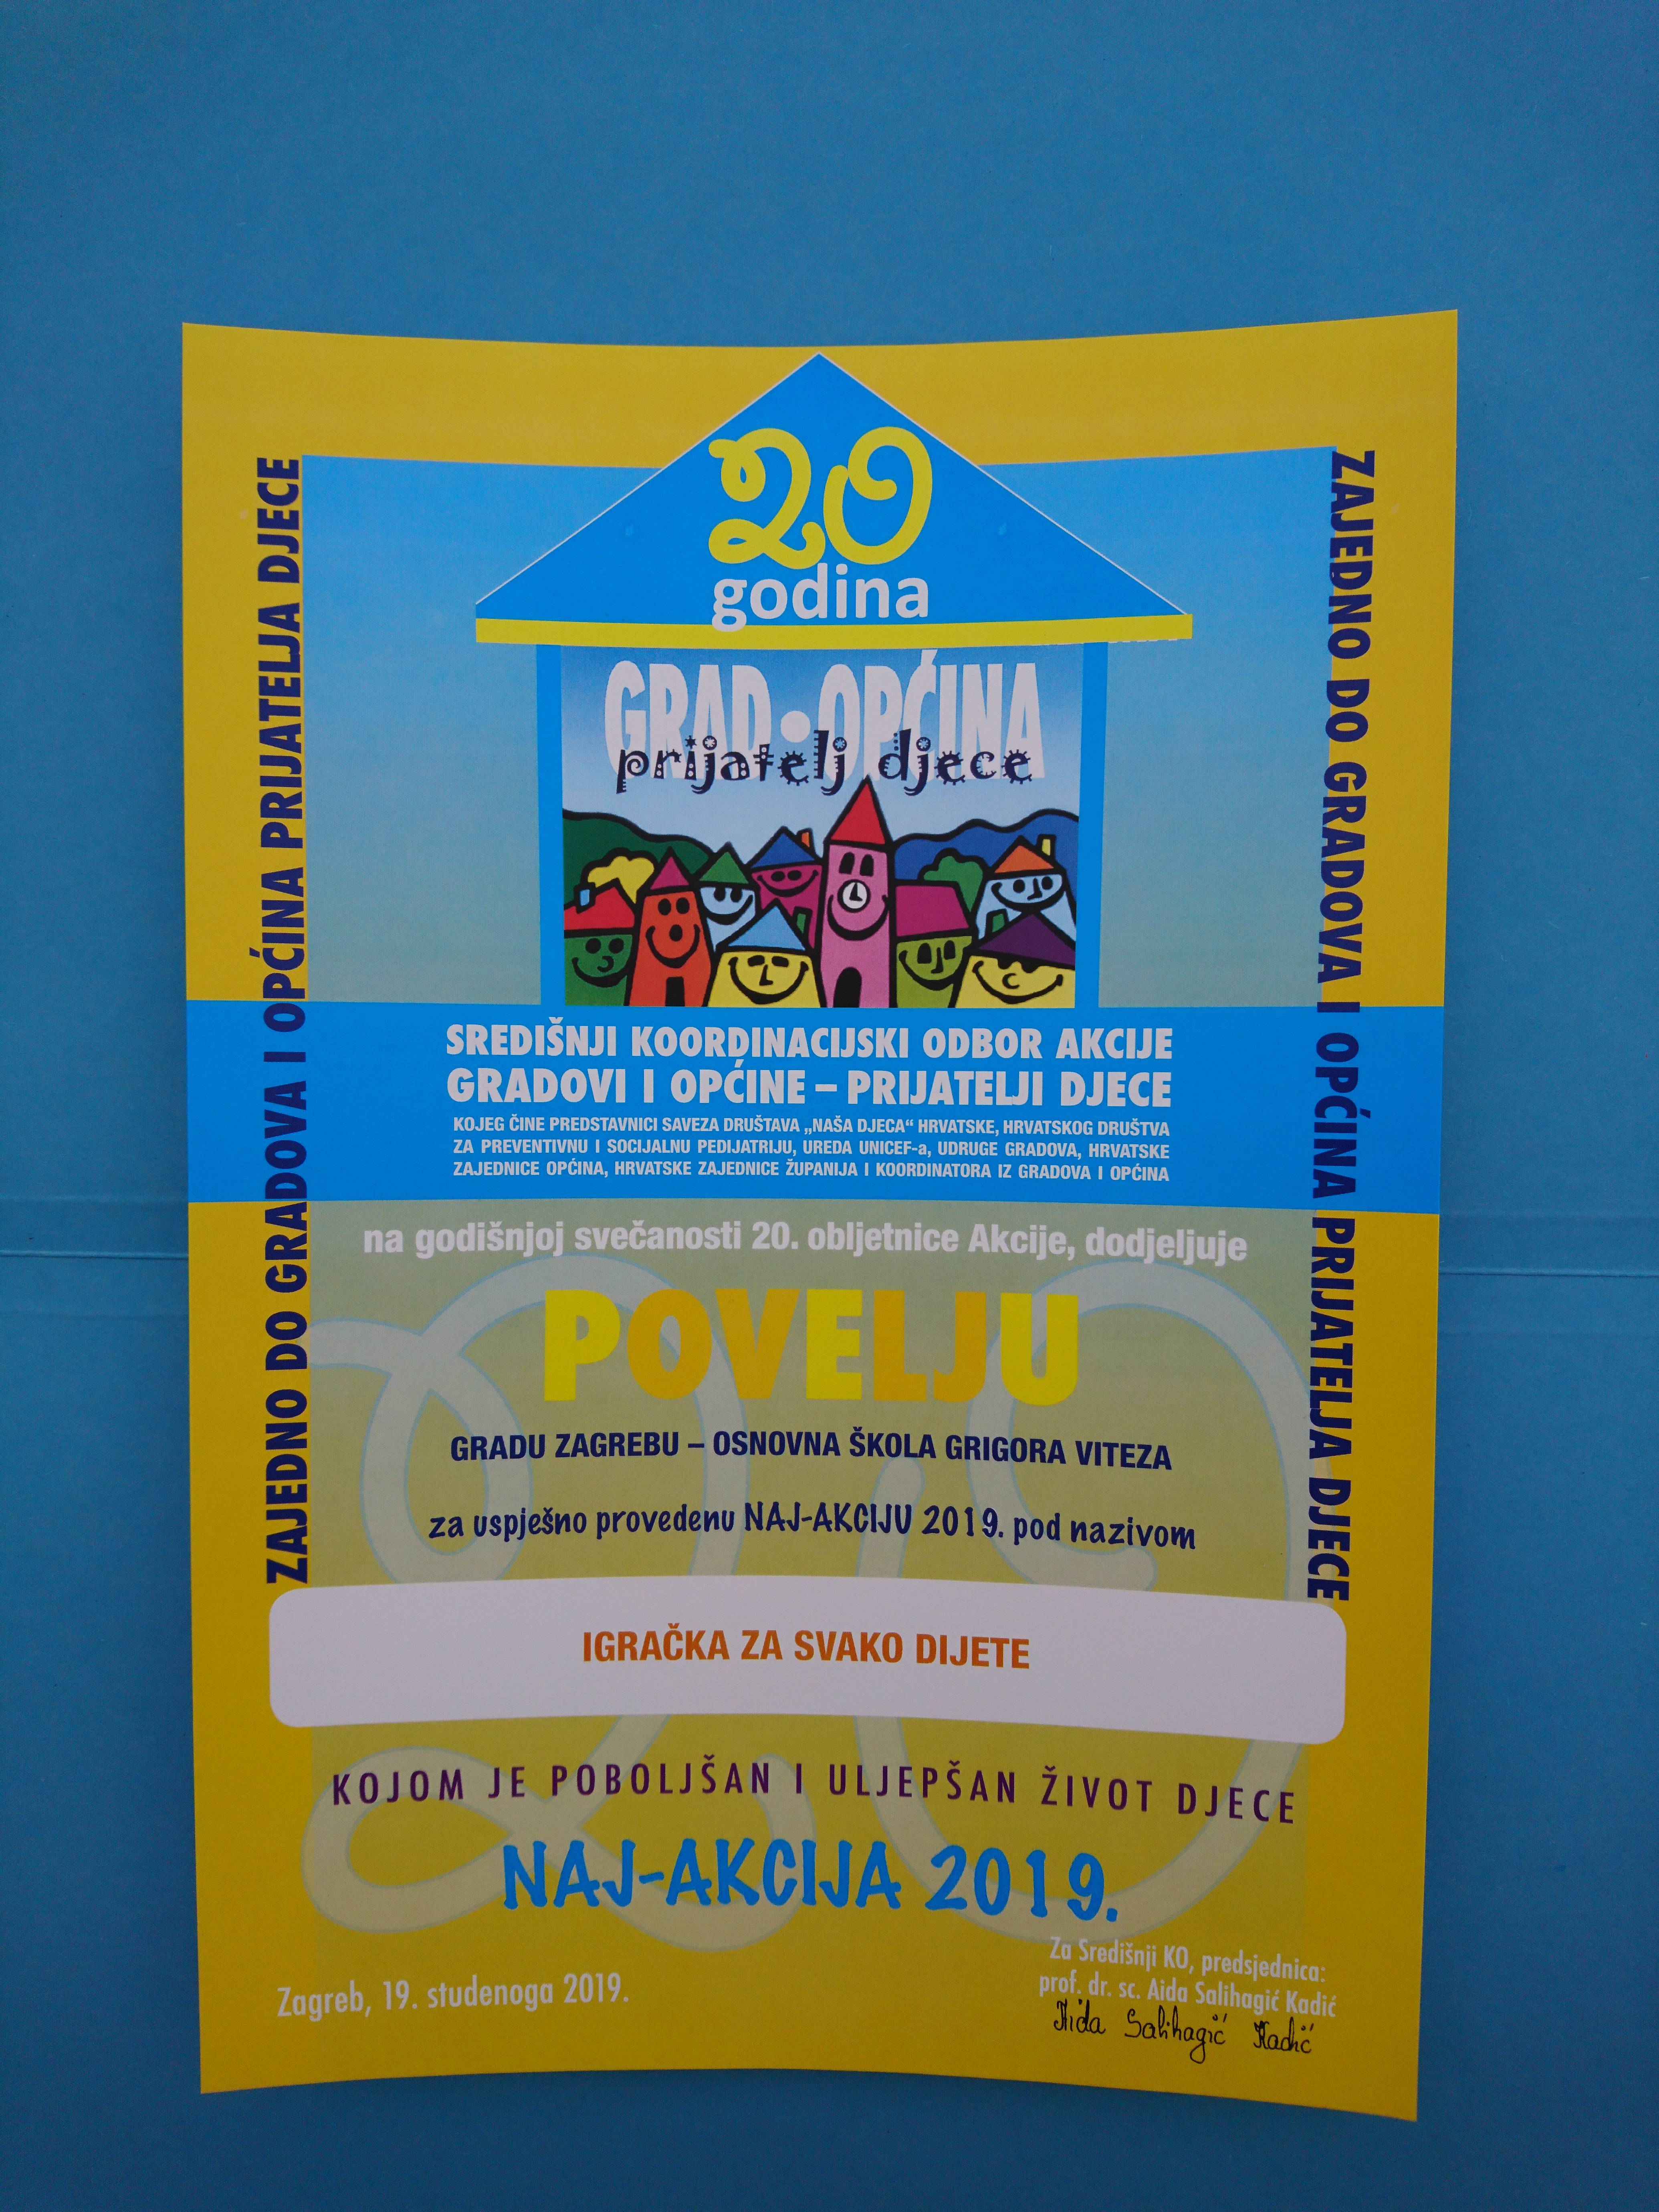 20
godina
GRAD•OPĆINA
prijatelj djece
ZAJEDNO DO GRADOVA I OPĆINA PRIJATELJA DJECE
ZAJEDNO DO GRADOVA I OPĆINA PRIJATELJA DJECE
SREDIŠNJI KOORDINACIJSKI ODBOR AKCIJE
GRADOVI I OPĆINE – PRIJATELJI DJECE
KOJEG ČINE PREDSTAVNICI SAVEZA DRUŠTAVA „NAŠA DJECA“ HRVATSKE, HRVATSKOG DRUŠTVA
ZA PREVENTIVNU I SOCIJALNU PEDIJATRIJU, UREDA UNICEF-a, UDRUGE GRADOVA, HRVATSKE
ZAJEDNICE OPĆINA, HRVATSKE ZAJEDNICE ŽUPANIJA I KOORDINATORA IZ GRADOVA I OPĆINA
na godišnjoj svečanosti 20. obljetnice Akcije, dodjeljuje
POVELJU
GRADU ZAGREBU – OSNOVNA ŠKOLA GRIGORA VITEZA
za uspješno provedenu NAJ-AKCIJU 2019. pod nazivom
IGRAČKA ZA SVAKO DIJETE
KOJOM JE POBOLJŠAN I ULJEPŠAN ŽIVOT DJECE
NAJ-AKCIJA 2019.
Zagreb, 19. studenoga 2019.
Za Središnji KO, predsjednica:
prof. dr. sc. Aida Salihagić Kadić
Aida Salihagić Kadić